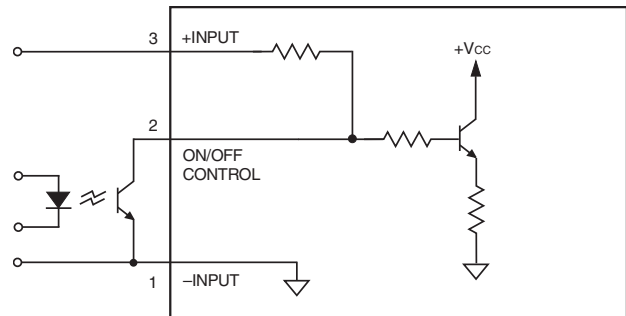 3 +INPUT
+Vcc
2
ON/OFF
CONTROL
1 –INPUT